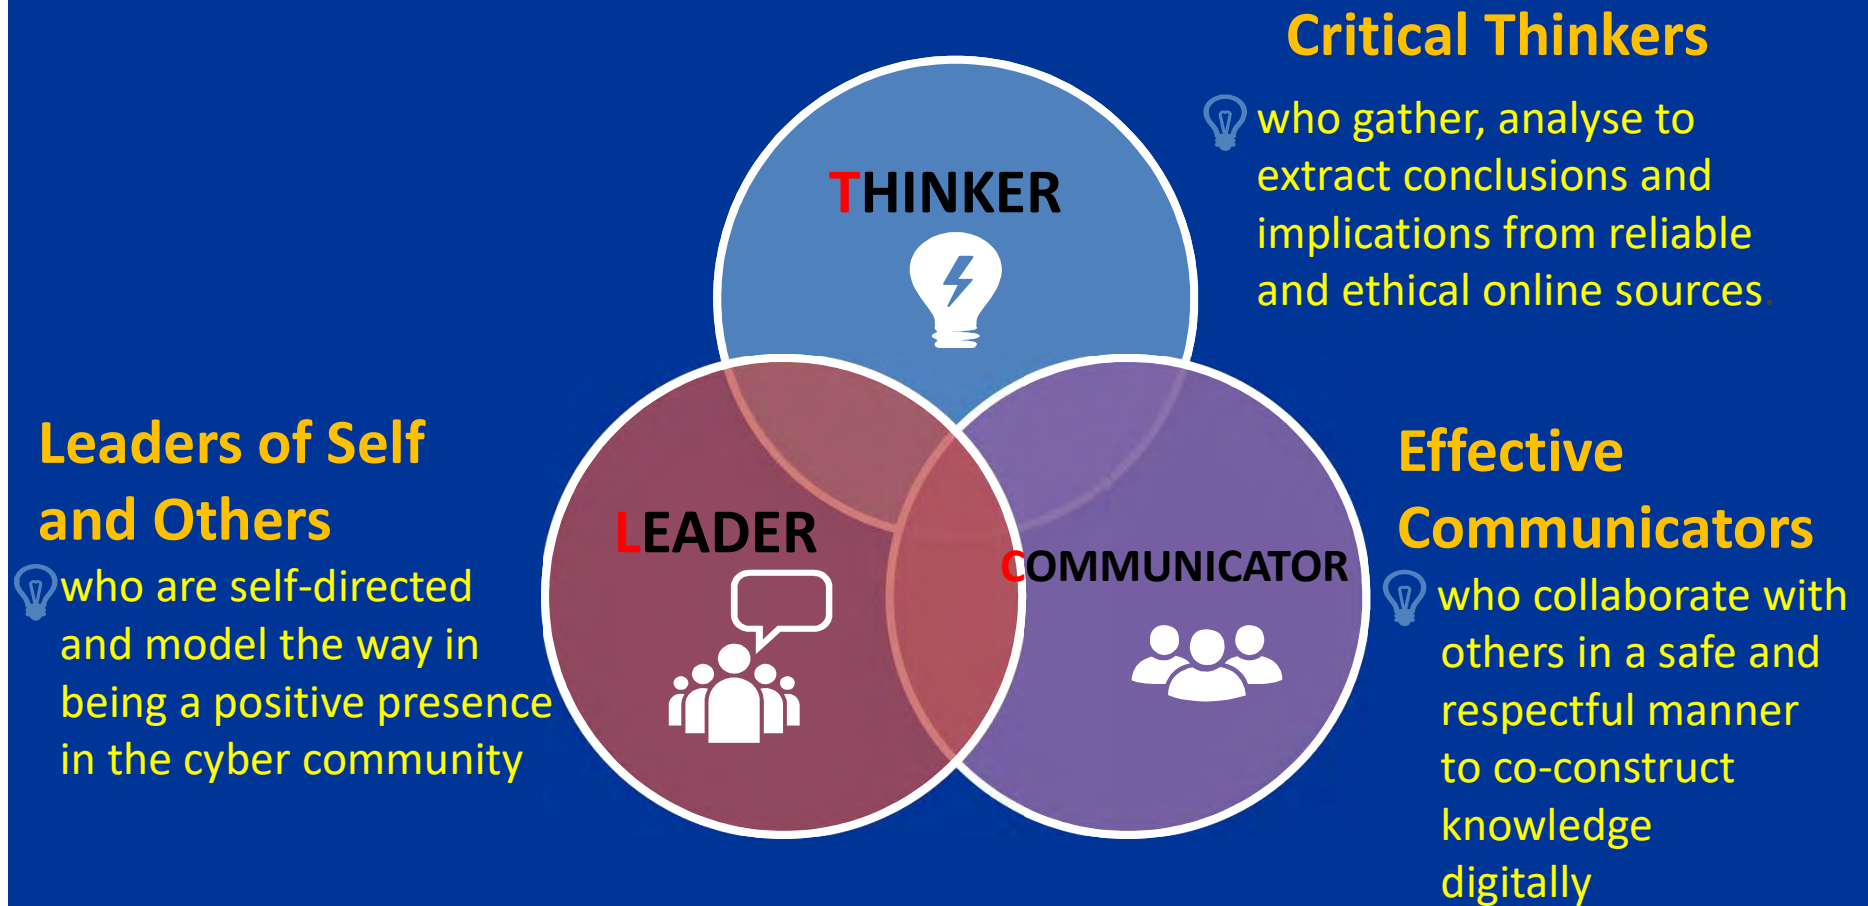 Critical Thinkers
who gather, analyse to
extract conclusions and
implications from reliable
and ethical online sources.
THINKER
Leaders of Self
and Others
who are self-directed
and model the way in
being a positive presence
in the cyber community
LEADER
COMMUNICATOR
Effective
Communicators
who collaborate with
others in a safe and
respectful manner
to co-construct
knowledge
digitally